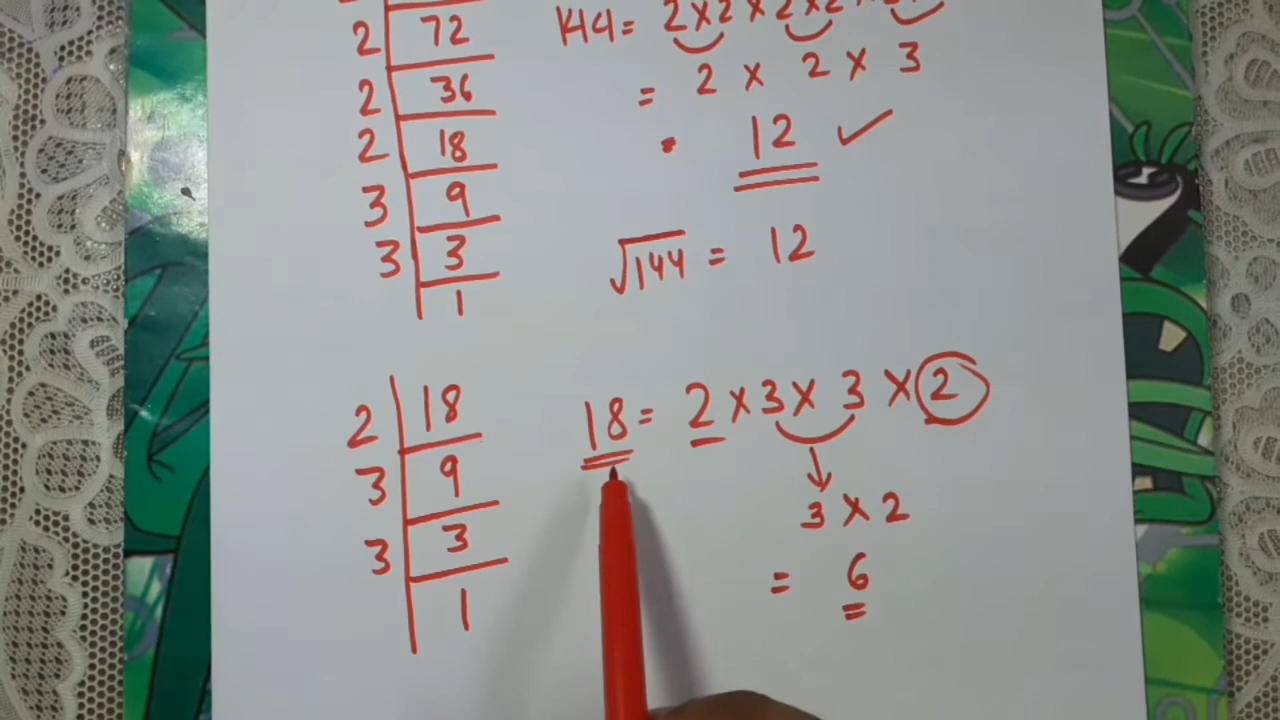 2 | 72
2 | 36
2 | 18
3 | 9
3 | 3
1
144 = 2 × 2 × 2 × 2 ×
= 2 × 2 × 3
12 ✓
√144 = 12
2 | 18
3 | 9
3 | 3
1
18 = 2 × 3 × 3 × 2
3 × 2
= 6